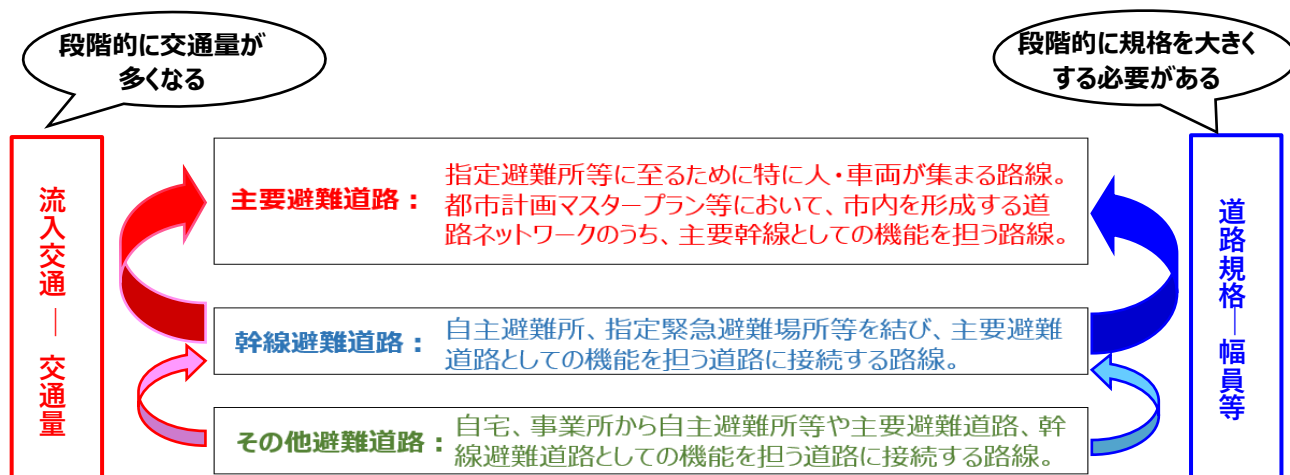 段階的に交通量が
多くなる
段階的に規格を大きく
する必要がある
流入交通 ― 交通量
主要避難道路：
指定避難所等に至るために特に人・車両が集まる路線。
都市計画マスタープラン等において、市内を形成する道
路ネットワークのうち、主要幹線としての機能を担う路線。
幹線避難道路：
自主避難所、指定緊急避難場所等を結び、主要避難
道路としての機能を担う道路に接続する路線。
その他避難道路：
自宅、事業所から自主避難所等や主要避難道路、幹
線避難道路としての機能を担う道路に接続する路線。
道路規格―幅員等